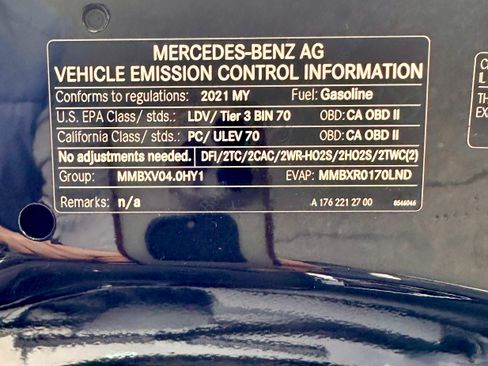 MERCEDES-BENZ AG
VEHICLE EMISSION CONTROL INFORMATION
Conforms to regulations: 2021 MY Fuel: Gasoline
U.S. EPA Class/ stds.: LDV/ Tier 3 BIN 70 OBD: CA OBD II
California Class/ stds.: PC/ ULEV 70 OBD: CA OBD II
No adjustments needed. DFI/2TC/2CAC/2WR-HO2S/2HO2S/2TWC(2)
Group: MMBXV04.0HY1 EVAP: MMBXR0170LND
Remarks: n/a A 176 221 27 00 8546046